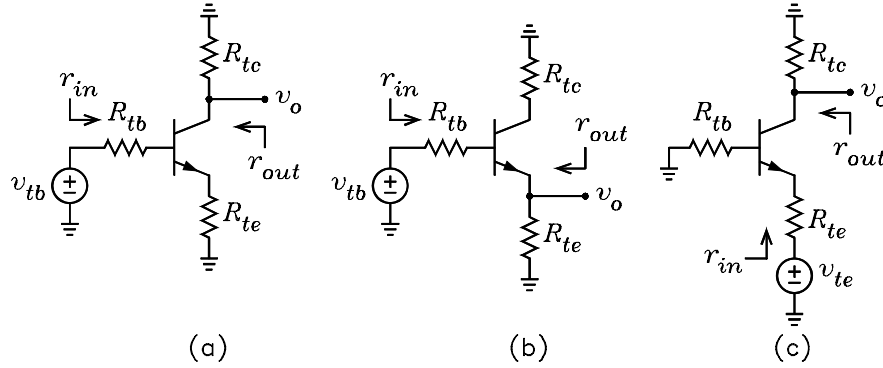 R_tc
r_in
R_tb
v_o
r_out
v_tb
R_te
(a)
R_tc
r_in
R_tb
r_out
v_tb
v_o
R_te
(b)
R_tc
v_o
R_tb
r_out
R_te
r_in
v_te
(c)